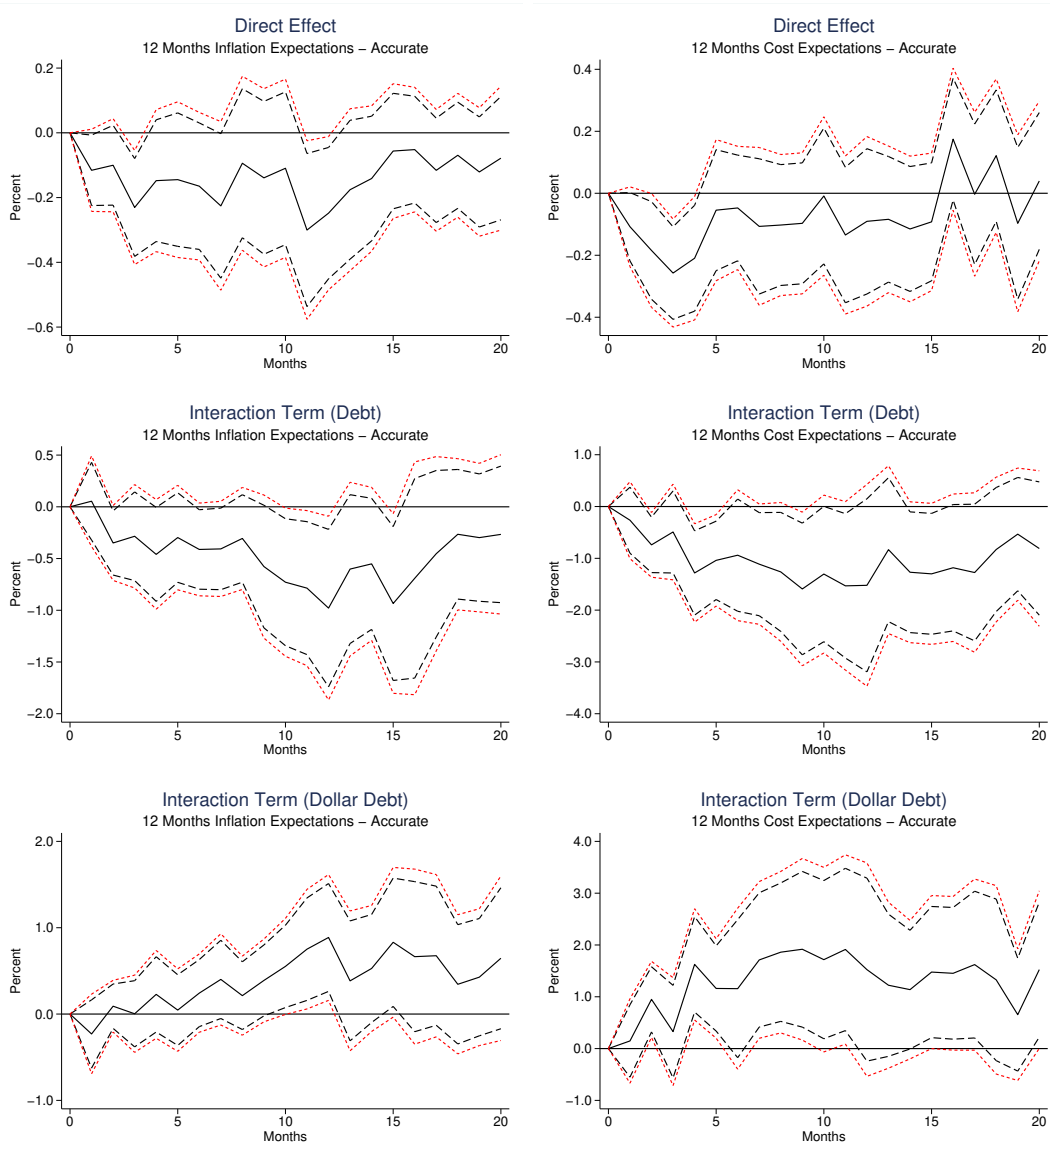 Direct Effect
12 Months Inflation Expectations – Accurate
0.2
0.0
−0.2
−0.4
−0.6
Percent
0 5 10 15 20
Months
Direct Effect
12 Months Cost Expectations – Accurate
0.4
0.2
0.0
−0.2
−0.4
Percent
0 5 10 15 20
Months
Interaction Term (Debt)
12 Months Inflation Expectations – Accurate
0.5
0.0
−0.5
−1.0
−1.5
−2.0
Percent
0 5 10 15 20
Months
Interaction Term (Debt)
12 Months Cost Expectations – Accurate
1.0
0.0
−1.0
−2.0
−3.0
−4.0
Percent
0 5 10 15 20
Months
Interaction Term (Dollar Debt)
12 Months Inflation Expectations – Accurate
2.0
1.0
0.0
−1.0
Percent
0 5 10 15 20
Months
Interaction Term (Dollar Debt)
12 Months Cost Expectations – Accurate
4.0
3.0
2.0
1.0
0.0
−1.0
Percent
0 5 10 15 20
Months